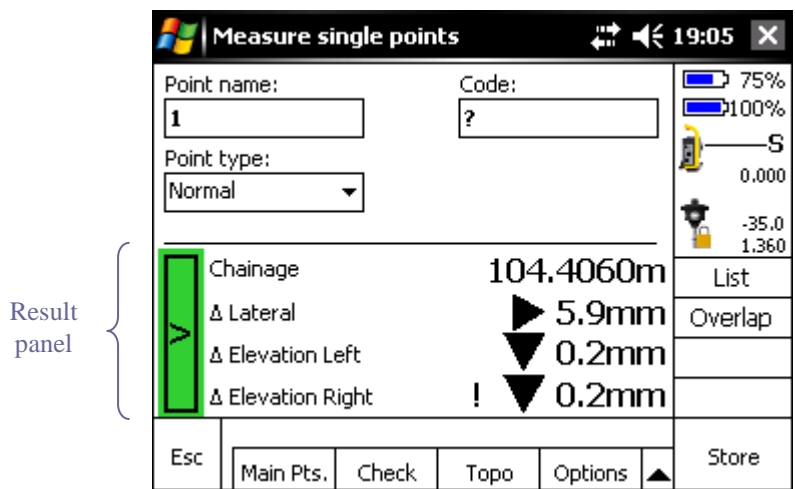 Measure single points 19:05
Point name: Code:
1 ?
Point type:
Normal
75%
100%
S
0.000
-35.0
1.360
Result
panel
>
Chainage 104.4060m
Δ Lateral 5.9mm
Δ Elevation Left 0.2mm
Δ Elevation Right ! 0.2mm
List
Overlap
Esc Main Pts. Check Topo Options Store